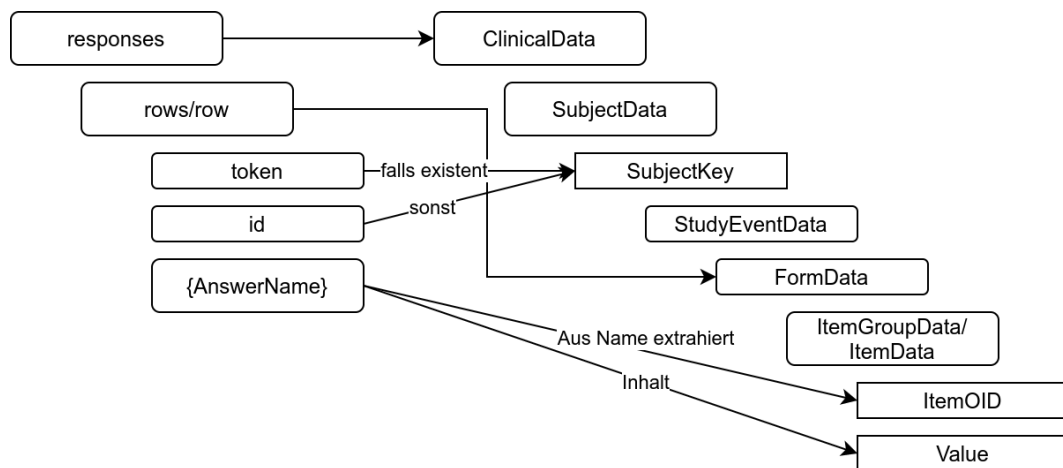 responses
ClinicalData
rows/row
SubjectData
token
falls existent
SubjectKey
id
sonst
StudyEventData
{AnswerName}
FormData
Aus Name extrahiert
ItemGroupData/
ItemData
Inhalt
ItemOID
Value